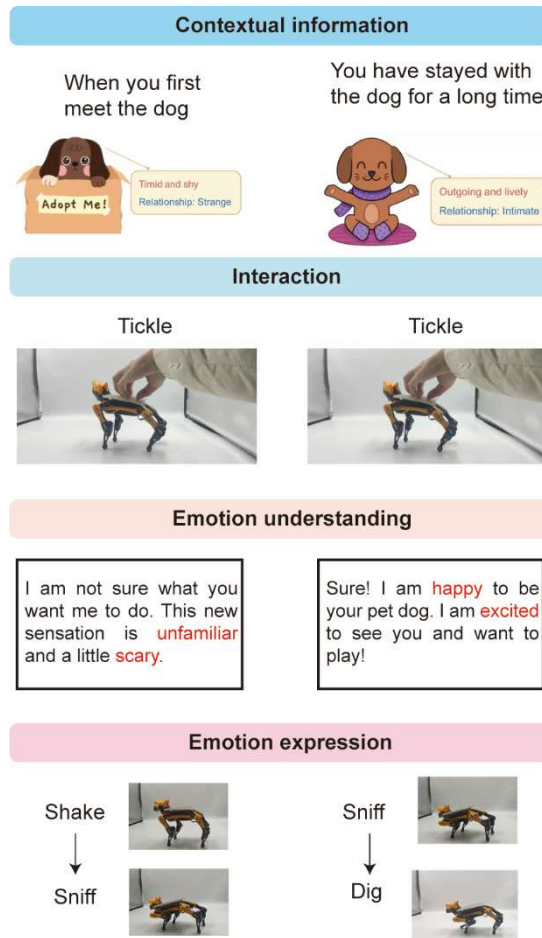 Contextual information
When you first
meet the dog
You have stayed with
the dog for a long time
Adopt Me!
Timid and shy
Relationship: Strange
Outgoing and lively
Relationship: Intimate
Interaction
Tickle
Tickle
Emotion understanding
I am not sure what you
want me to do. This new
sensation is unfamiliar
and a little scary.
Sure! I am happy to be
your pet dog. I am excited
to see you and want to
play!
Emotion expression
Shake
Sniff
Sniff
Dig